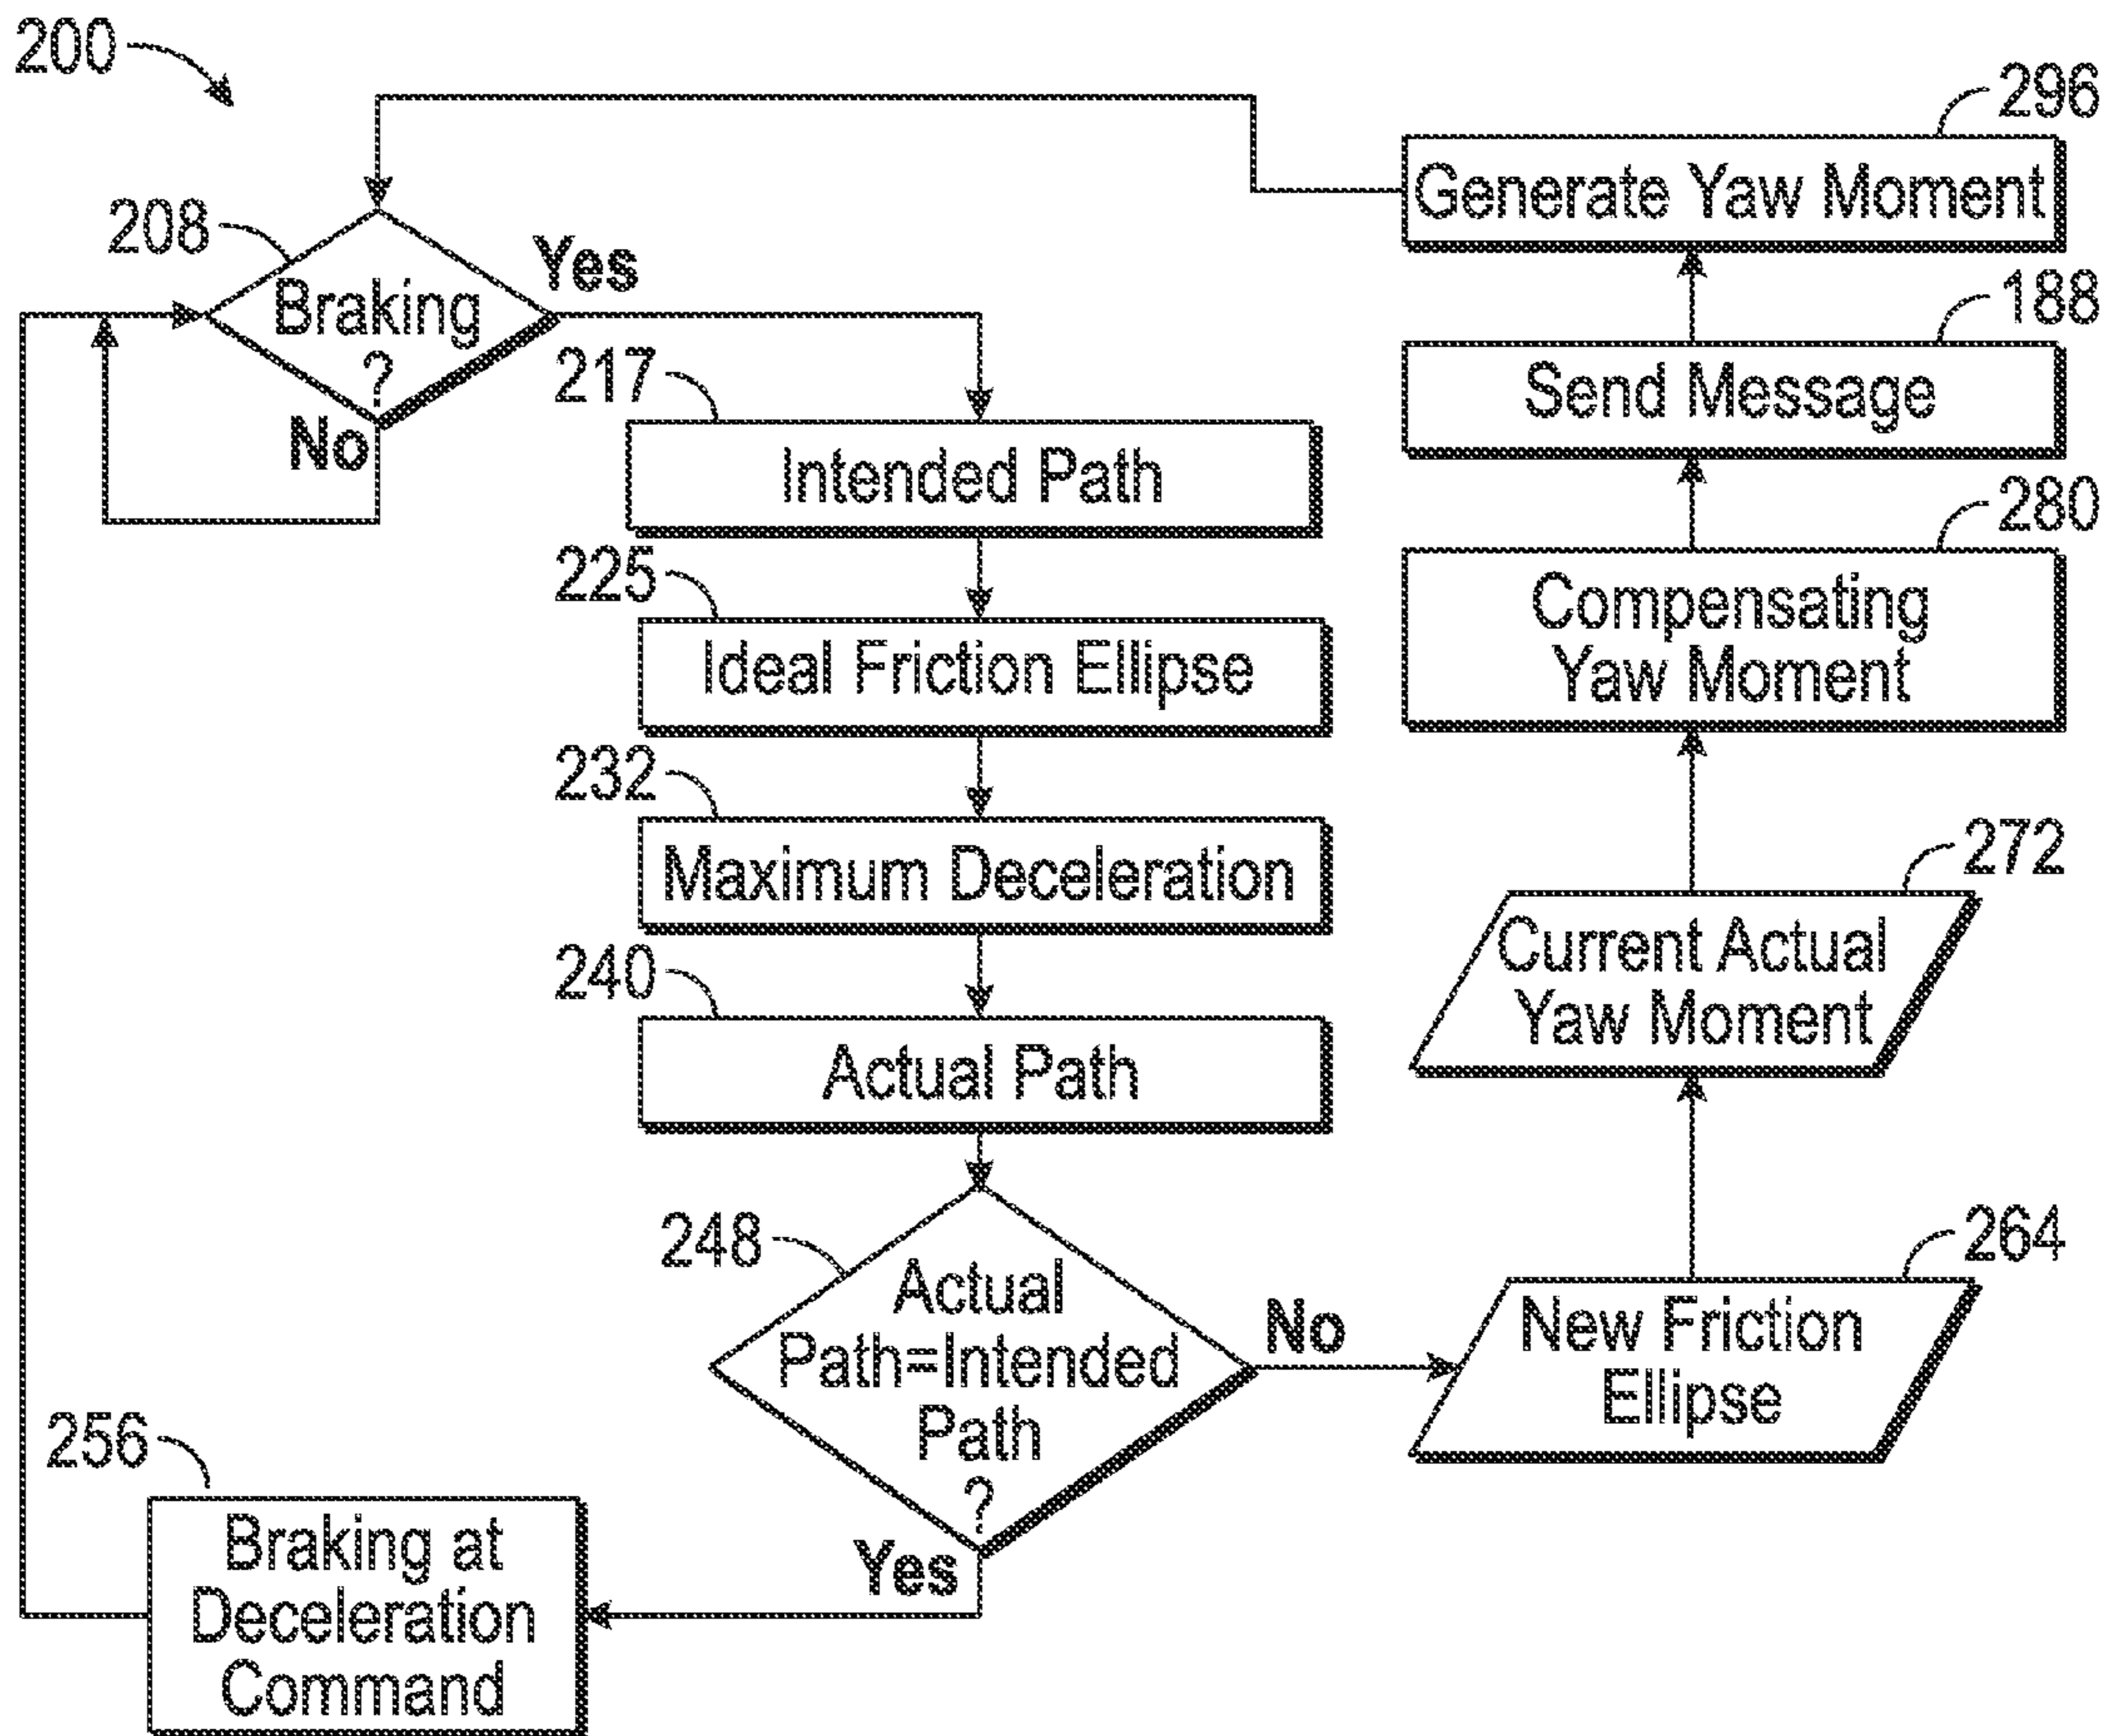 200
296
Generate Yaw Moment
208
Braking
?
Yes
No
188
Send Message
217
Intended Path
280
Compensating
Yaw Moment
225
Ideal Friction Ellipse
232
Maximum Deceleration
272
Current Actual
Yaw Moment
240
Actual Path
248
Actual
Path=Intended
Path
?
No
Yes
264
New Friction
Ellipse
256
Braking at
Deceleration
Command